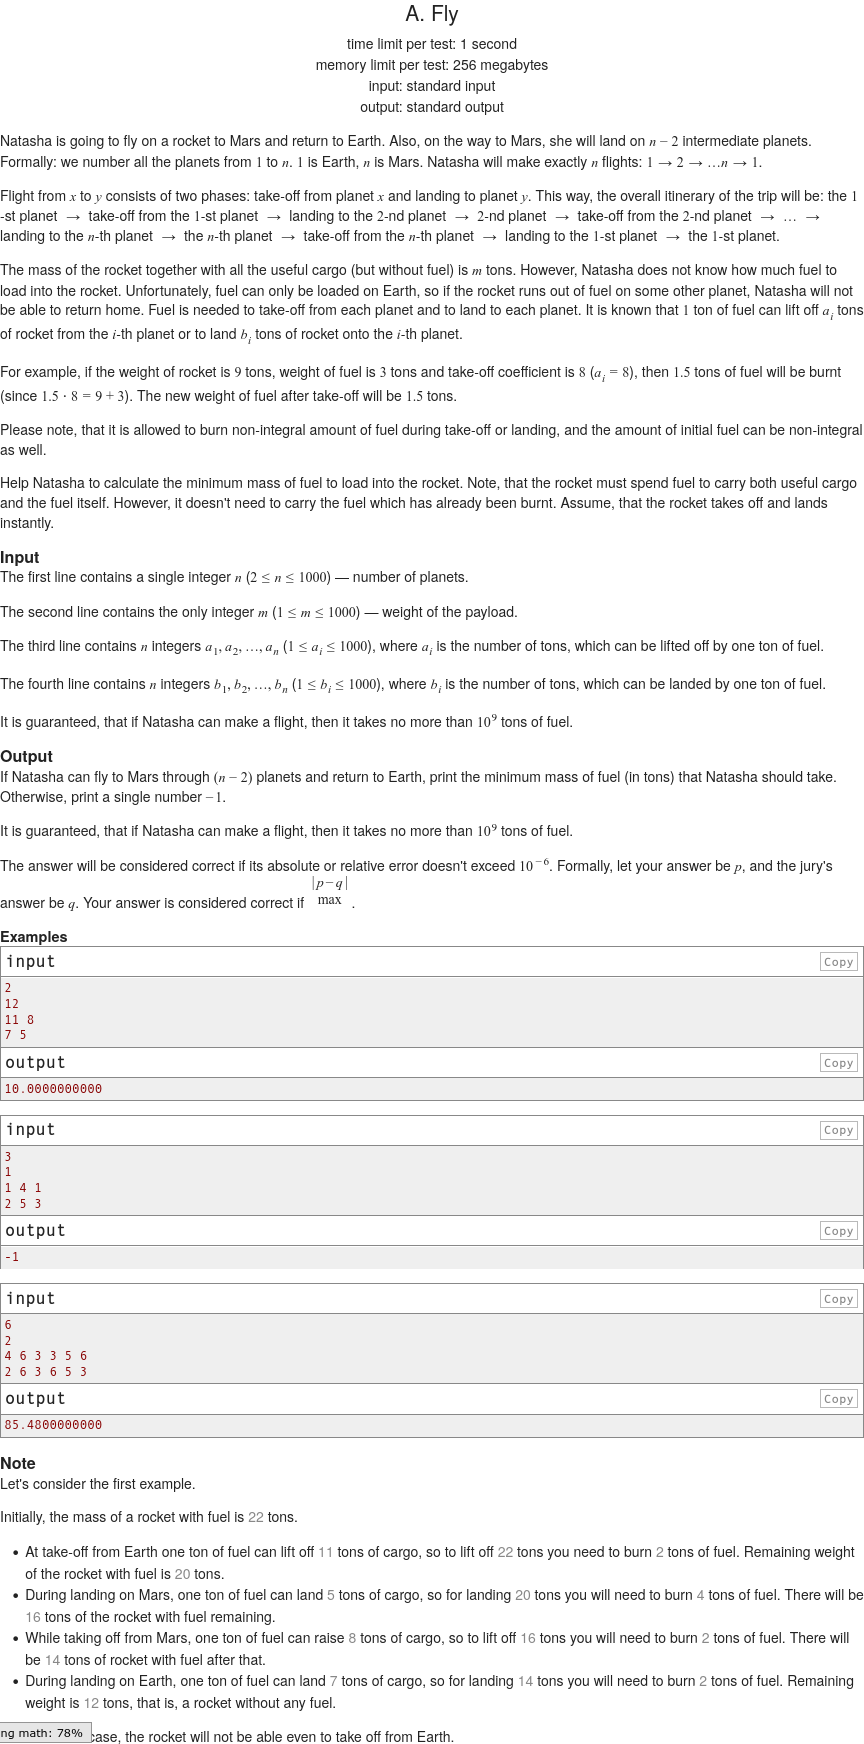 A. Fly
time limit per test: 1 second
memory limit per test: 256 megabytes
input: standard input
output: standard output
Natasha is going to fly on a rocket to Mars and return to Earth. Also, on the way to Mars, she will land on n − 2 intermediate planets.
Formally: we number all the planets from 1 to n. 1 is Earth, n is Mars. Natasha will make exactly n flights: 1 → 2 → …n → 1.
Flight from x to y consists of two phases: take-off from planet x and landing to planet y. This way, the overall itinerary of the trip will be: the 1
-st planet → take-off from the 1-st planet → landing to the 2-nd planet → 2-nd planet → take-off from the 2-nd planet → … →
landing to the n-th planet → the n-th planet → take-off from the n-th planet → landing to the 1-st planet → the 1-st planet.
The mass of the rocket together with all the useful cargo (but without fuel) is m tons. However, Natasha does not know how much fuel to
load into the rocket. Unfortunately, fuel can only be loaded on Earth, so if the rocket runs out of fuel on some other planet, Natasha will not
be able to return home. Fuel is needed to take-off from each planet and to land to each planet. It is known that 1 ton of fuel can lift off a_i tons
of rocket from the i-th planet or to land b_i tons of rocket onto the i-th planet.
For example, if the weight of rocket is 9 tons, weight of fuel is 3 tons and take-off coefficient is 8 (a_i = 8), then 1.5 tons of fuel will be burnt
(since 1.5 · 8 = 9 + 3). The new weight of fuel after take-off will be 1.5 tons.
Please note, that it is allowed to burn non-integral amount of fuel during take-off or landing, and the amount of initial fuel can be non-integral
as well.
Help Natasha to calculate the minimum mass of fuel to load into the rocket. Note, that the rocket must spend fuel to carry both useful cargo
and the fuel itself. However, it doesn't need to carry the fuel which has already been burnt. Assume, that the rocket takes off and lands
instantly.
Input
The first line contains a single integer n (2 ≤ n ≤ 1000) — number of planets.
The second line contains the only integer m (1 ≤ m ≤ 1000) — weight of the payload.
The third line contains n integers a_1, a_2, …, a_n (1 ≤ a_i ≤ 1000), where a_i is the number of tons, which can be lifted off by one ton of fuel.
The fourth line contains n integers b_1, b_2, …, b_n (1 ≤ b_i ≤ 1000), where b_i is the number of tons, which can be landed by one ton of fuel.
It is guaranteed, that if Natasha can make a flight, then it takes no more than 10^9 tons of fuel.
Output
If Natasha can fly to Mars through (n − 2) planets and return to Earth, print the minimum mass of fuel (in tons) that Natasha should take.
Otherwise, print a single number −1.
It is guaranteed, that if Natasha can make a flight, then it takes no more than 10^9 tons of fuel.
The answer will be considered correct if its absolute or relative error doesn't exceed 10^−6. Formally, let your answer be p, and the jury's
|p−q|
answer be q. Your answer is considered correct if max .
Examples
input Copy
2
12
11 8
7 5
output Copy
10.0000000000
input Copy
3
1
1 4 1
2 5 3
output Copy
-1
input Copy
6
2
4 6 3 3 5 6
2 6 3 6 5 3
output Copy
85.4800000000
Note
Let's consider the first example.
Initially, the mass of a rocket with fuel is 22 tons.
• At take-off from Earth one ton of fuel can lift off 11 tons of cargo, so to lift off 22 tons you need to burn 2 tons of fuel. Remaining weight
of the rocket with fuel is 20 tons.
• During landing on Mars, one ton of fuel can land 5 tons of cargo, so for landing 20 tons you will need to burn 4 tons of fuel. There will be
16 tons of the rocket with fuel remaining.
• While taking off from Mars, one ton of fuel can raise 8 tons of cargo, so to lift off 16 tons you will need to burn 2 tons of fuel. There will
be 14 tons of rocket with fuel after that.
• During landing on Earth, one ton of fuel can land 7 tons of cargo, so for landing 14 tons you will need to burn 2 tons of fuel. Remaining
weight is 12 tons, that is, a rocket without any fuel.
ng math: 78% case, the rocket will not be able even to take off from Earth.